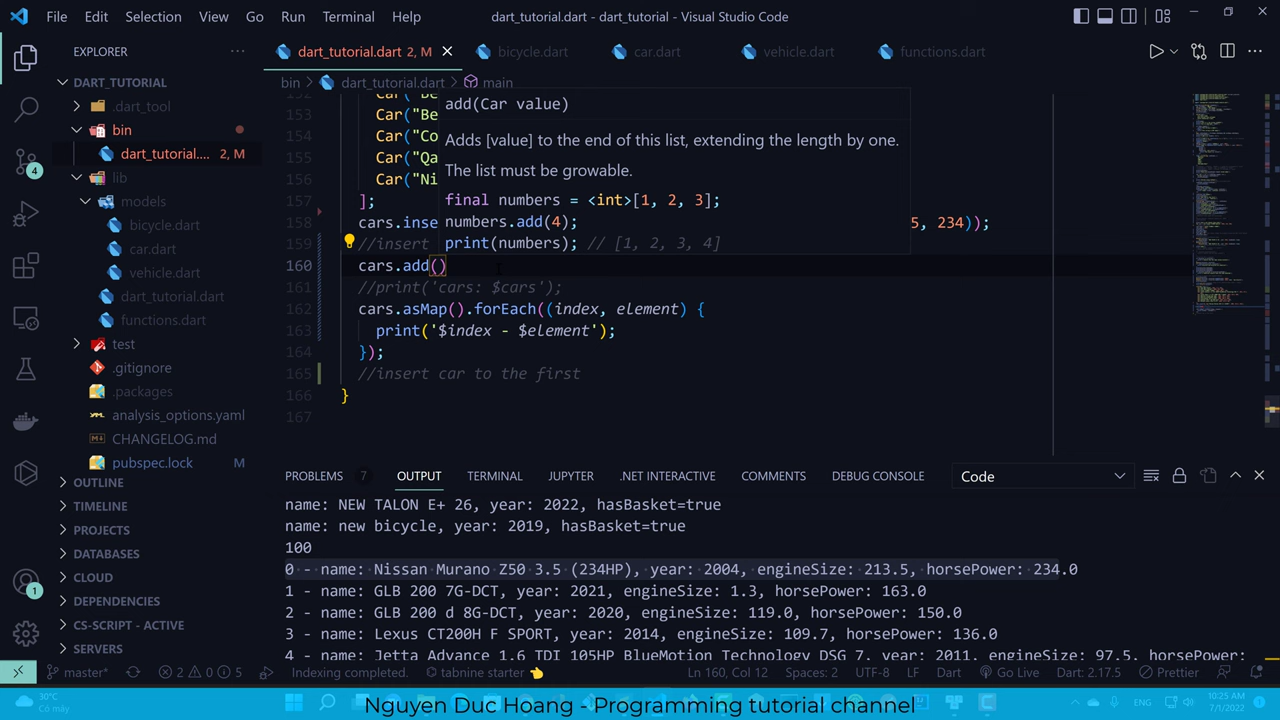 File Edit Selection View Go Run Terminal Help dart_tutorial.dart - dart_tutorial - Visual Studio Code
EXPLORER
dart_tutorial.dart 2, M
bicycle.dart
car.dart
vehicle.dart
functions.dart
DART_TUTORIAL
.dart_tool
bin
dart_tutorial.... 2, M
lib
models
bicycle.dart
car.dart
vehicle.dart
dart_tutorial.dart
functions.dart
test
.gitignore
.packages
analysis_options.yaml
CHANGELOG.md
pubspec.lock M
OUTLINE
TIMELINE
PROJECTS
DATABASES
CLOUD
DEPENDENCIES
CS-SCRIPT - ACTIVE
SERVERS
4
1
bin > dart_tutorial.dart > main
add(Car value)
Adds [value] to the end of this list, extending the length by one.
The list must be growable.
final numbers = <int>[1, 2, 3];
numbers.add(4);
print(numbers); // [1, 2, 3, 4]
152 Car("Be
153 Car("Be
154 Car("Co
155 Car("Qa
156 Car("Ni
157 ];
158 cars.inse 5, 234));
159 //insert
160 cars.add()
161 //print('cars: $cars');
162 cars.asMap().forEach((index, element) {
163 print('$index - $element');
164 });
165 //insert car to the first
166 }
167
PROBLEMS 7 OUTPUT TERMINAL JUPYTER .NET INTERACTIVE COMMENTS DEBUG CONSOLE Code
name: NEW TALON E+ 26, year: 2022, hasBasket=true
name: new bicycle, year: 2019, hasBasket=true
100
0 - name: Nissan Murano Z50 3.5 (234HP), year: 2004, engineSize: 213.5, horsePower: 234.0
1 - name: GLB 200 7G-DCT, year: 2021, engineSize: 1.3, horsePower: 163.0
2 - name: GLB 200 d 8G-DCT, year: 2020, engineSize: 119.0, horsePower: 150.0
3 - name: Lexus CT200H F SPORT, year: 2014, engineSize: 109.7, horsePower: 136.0
4 - name: Jetta Advance 1.6 TDI 105HP BlueMotion Technology DSG 7, year: 2011, engineSize: 97.5, horsePower:
master* 2 0 5 Indexing completed. tabnine starter Ln 160, Col 12 Spaces: 2 UTF-8 LF Dart Go Live Dart: 2.17.5 Prettier
30°C
Có mây
Nguyen Duc Hoang - Programming tutorial channel
ENG
10:25 AM
7/1/2022